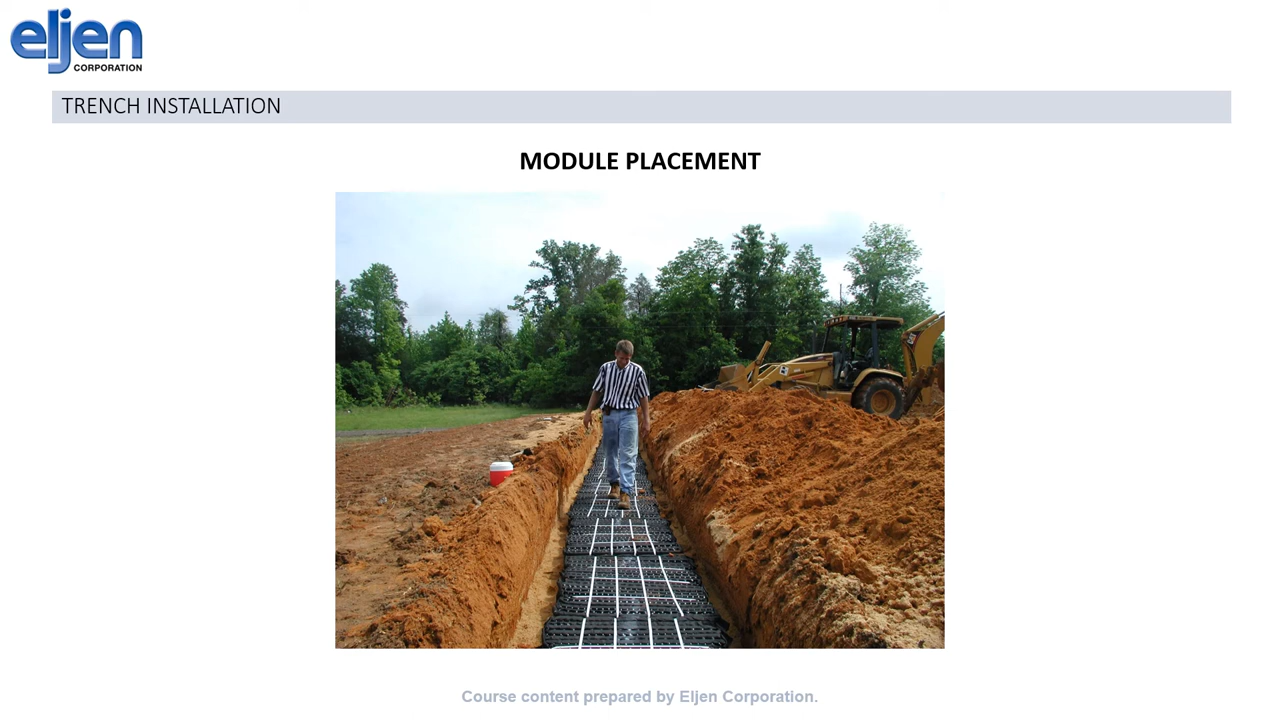 eljen
CORPORATION
TRENCH INSTALLATION
MODULE PLACEMENT
Course content prepared by Eljen Corporation.